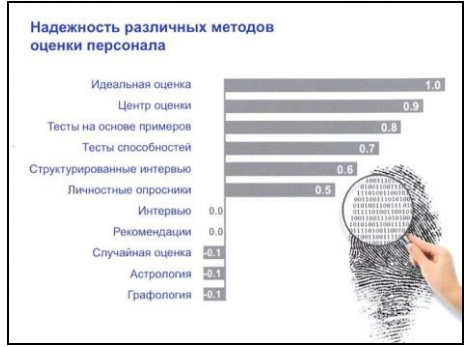 Надежность различных методов
оценки персонала
Идеальная оценка 1.0
Центр оценки 0.9
Тесты на основе примеров 0.8
Тесты способностей 0.7
Структурированные интервью 0.6
Личностные опросники 0.5
Интервью 0.0
Рекомендации 0.0
Случайная оценка -0.1
Астрология -0.1
Графология -0.1